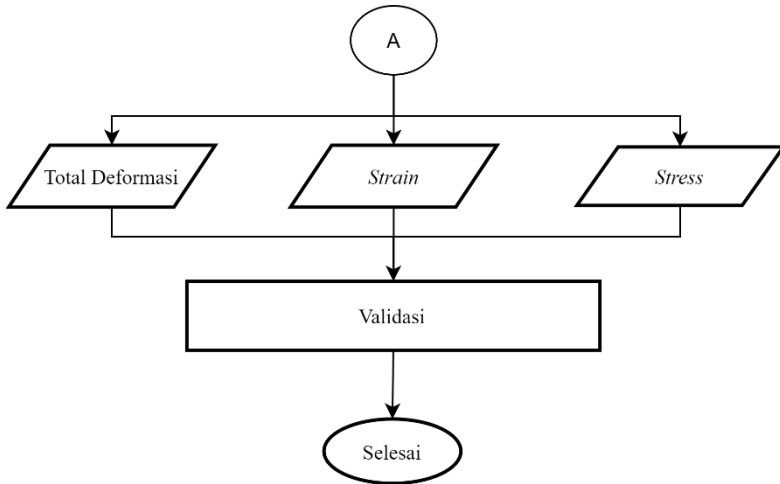 A
Total Deformasi
Strain
Stress
Validasi
Selesai